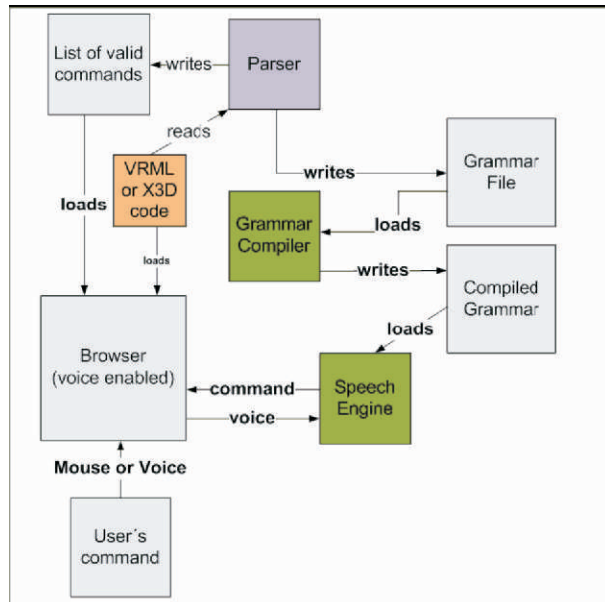 List of valid
commands
writes
Parser
reads
VRML
or X3D
code
writes
Grammar
File
loads
loads
Grammar
Compiler
loads
writes
Compiled
Grammar
loads
Browser
(voice enabled)
command
voice
Speech
Engine
Mouse or Voice
User´s
command